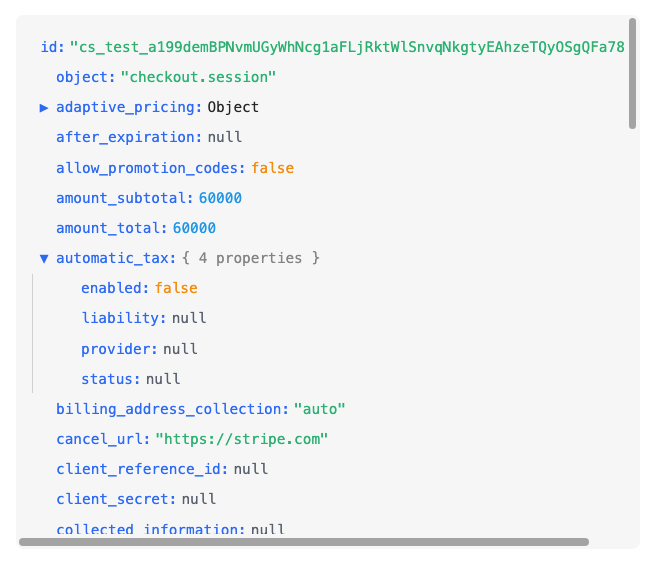 id: "cs_test_a199demBPNvmUGyWhNcg1aFLjRktWlSnvqNkgtyEAhzeTQyOSgQFa78
object: "checkout.session"
▶ adaptive_pricing: Object
after_expiration: null
allow_promotion_codes: false
amount_subtotal: 60000
amount_total: 60000
▼ automatic_tax: { 4 properties }
enabled: false
liability: null
provider: null
status: null
billing_address_collection: "auto"
cancel_url: "https://stripe.com"
client_reference_id: null
client_secret: null
collected_information: null